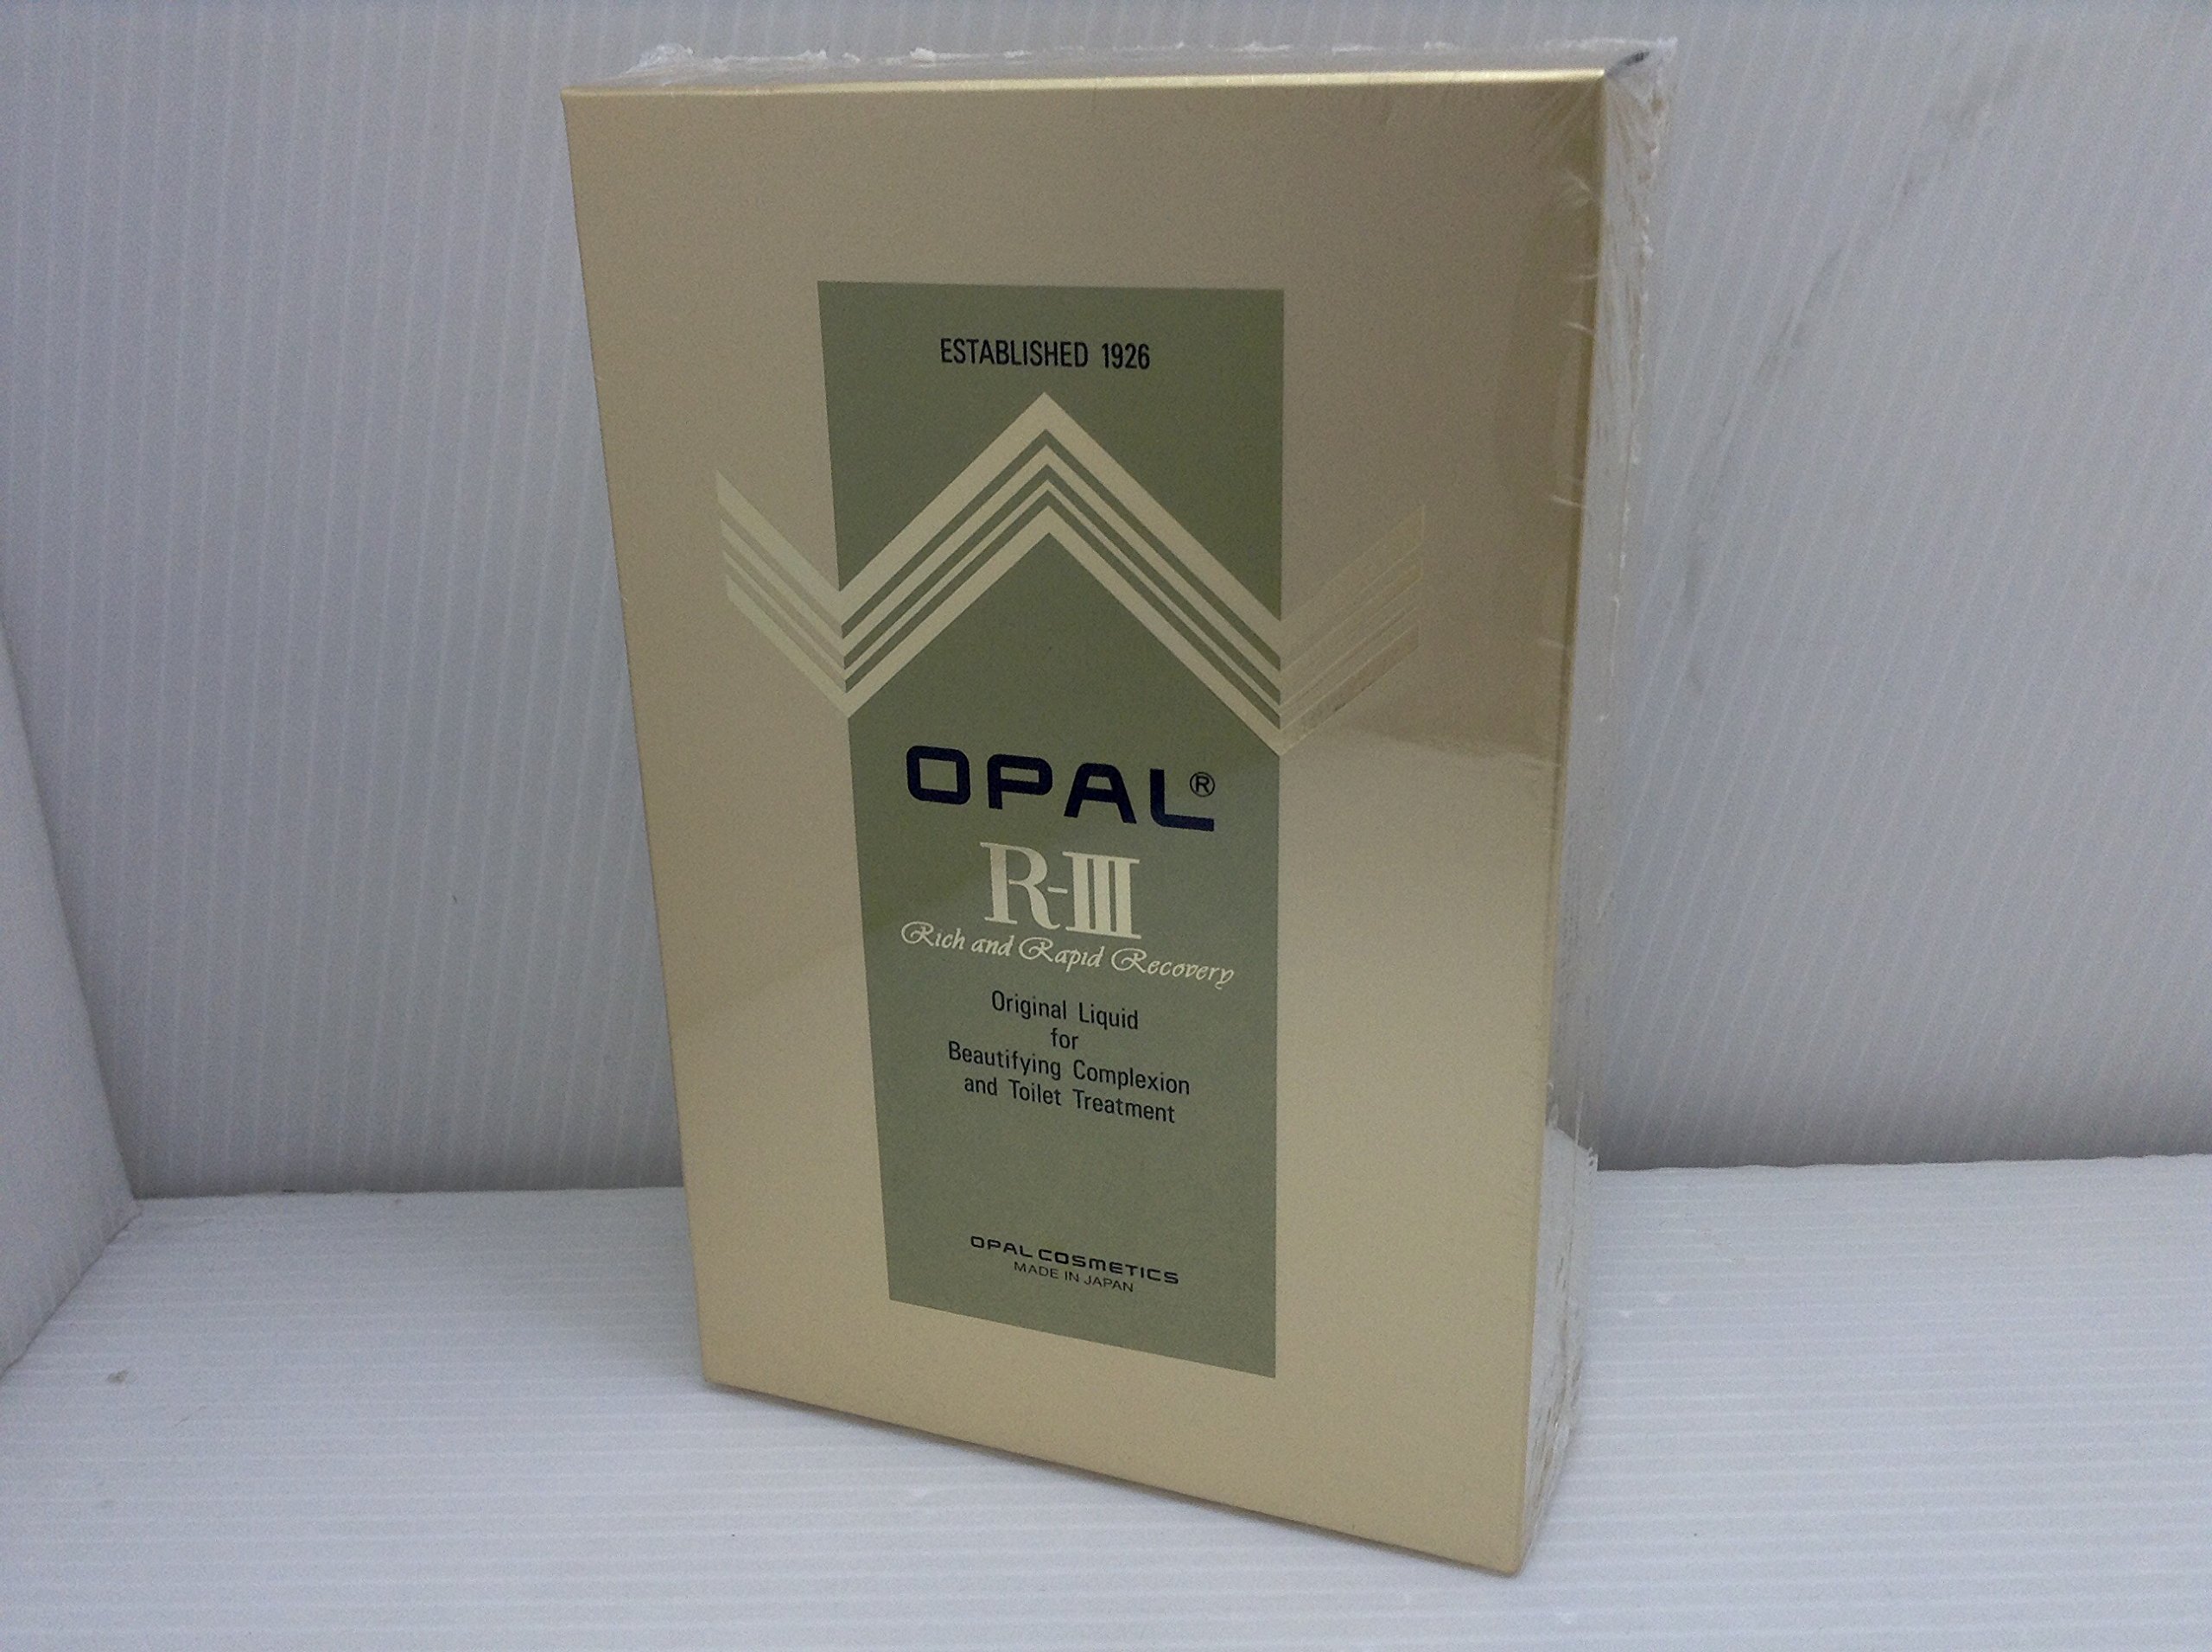 ESTABLISHED 1926
OPAL®
R-III
Rich and Rapid Recovery
Original Liquid
for
Beautifying Complexion
and Toilet Treatment
OPAL COSMETICS
MADE IN JAPAN